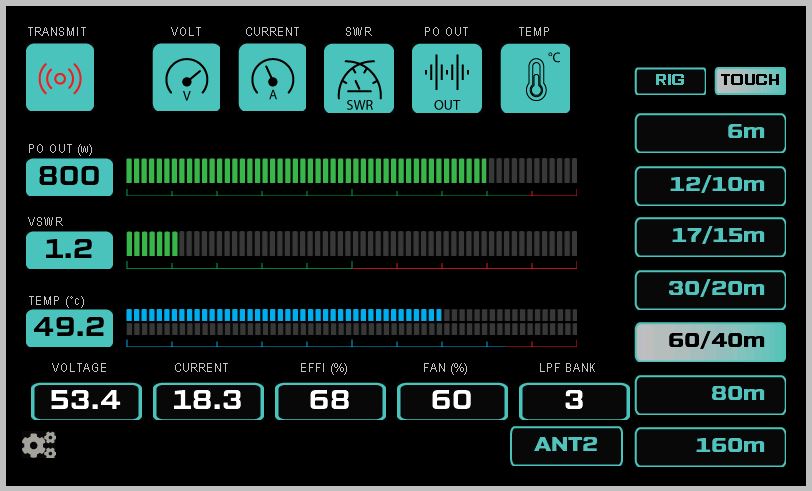 TRANSMIT VOLT CURRENT SWR PO OUT TEMP
V A SWR OUT °C
RIG TOUCH
6m
12/10m
17/15m
30/20m
60/40m
80m
160m
PO OUT (w)
800
VSWR
1.2
TEMP (°c)
49.2
VOLTAGE CURRENT EFFI (%) FAN (%) LPF BANK
53.4 18.3 68 60 3
ANT2